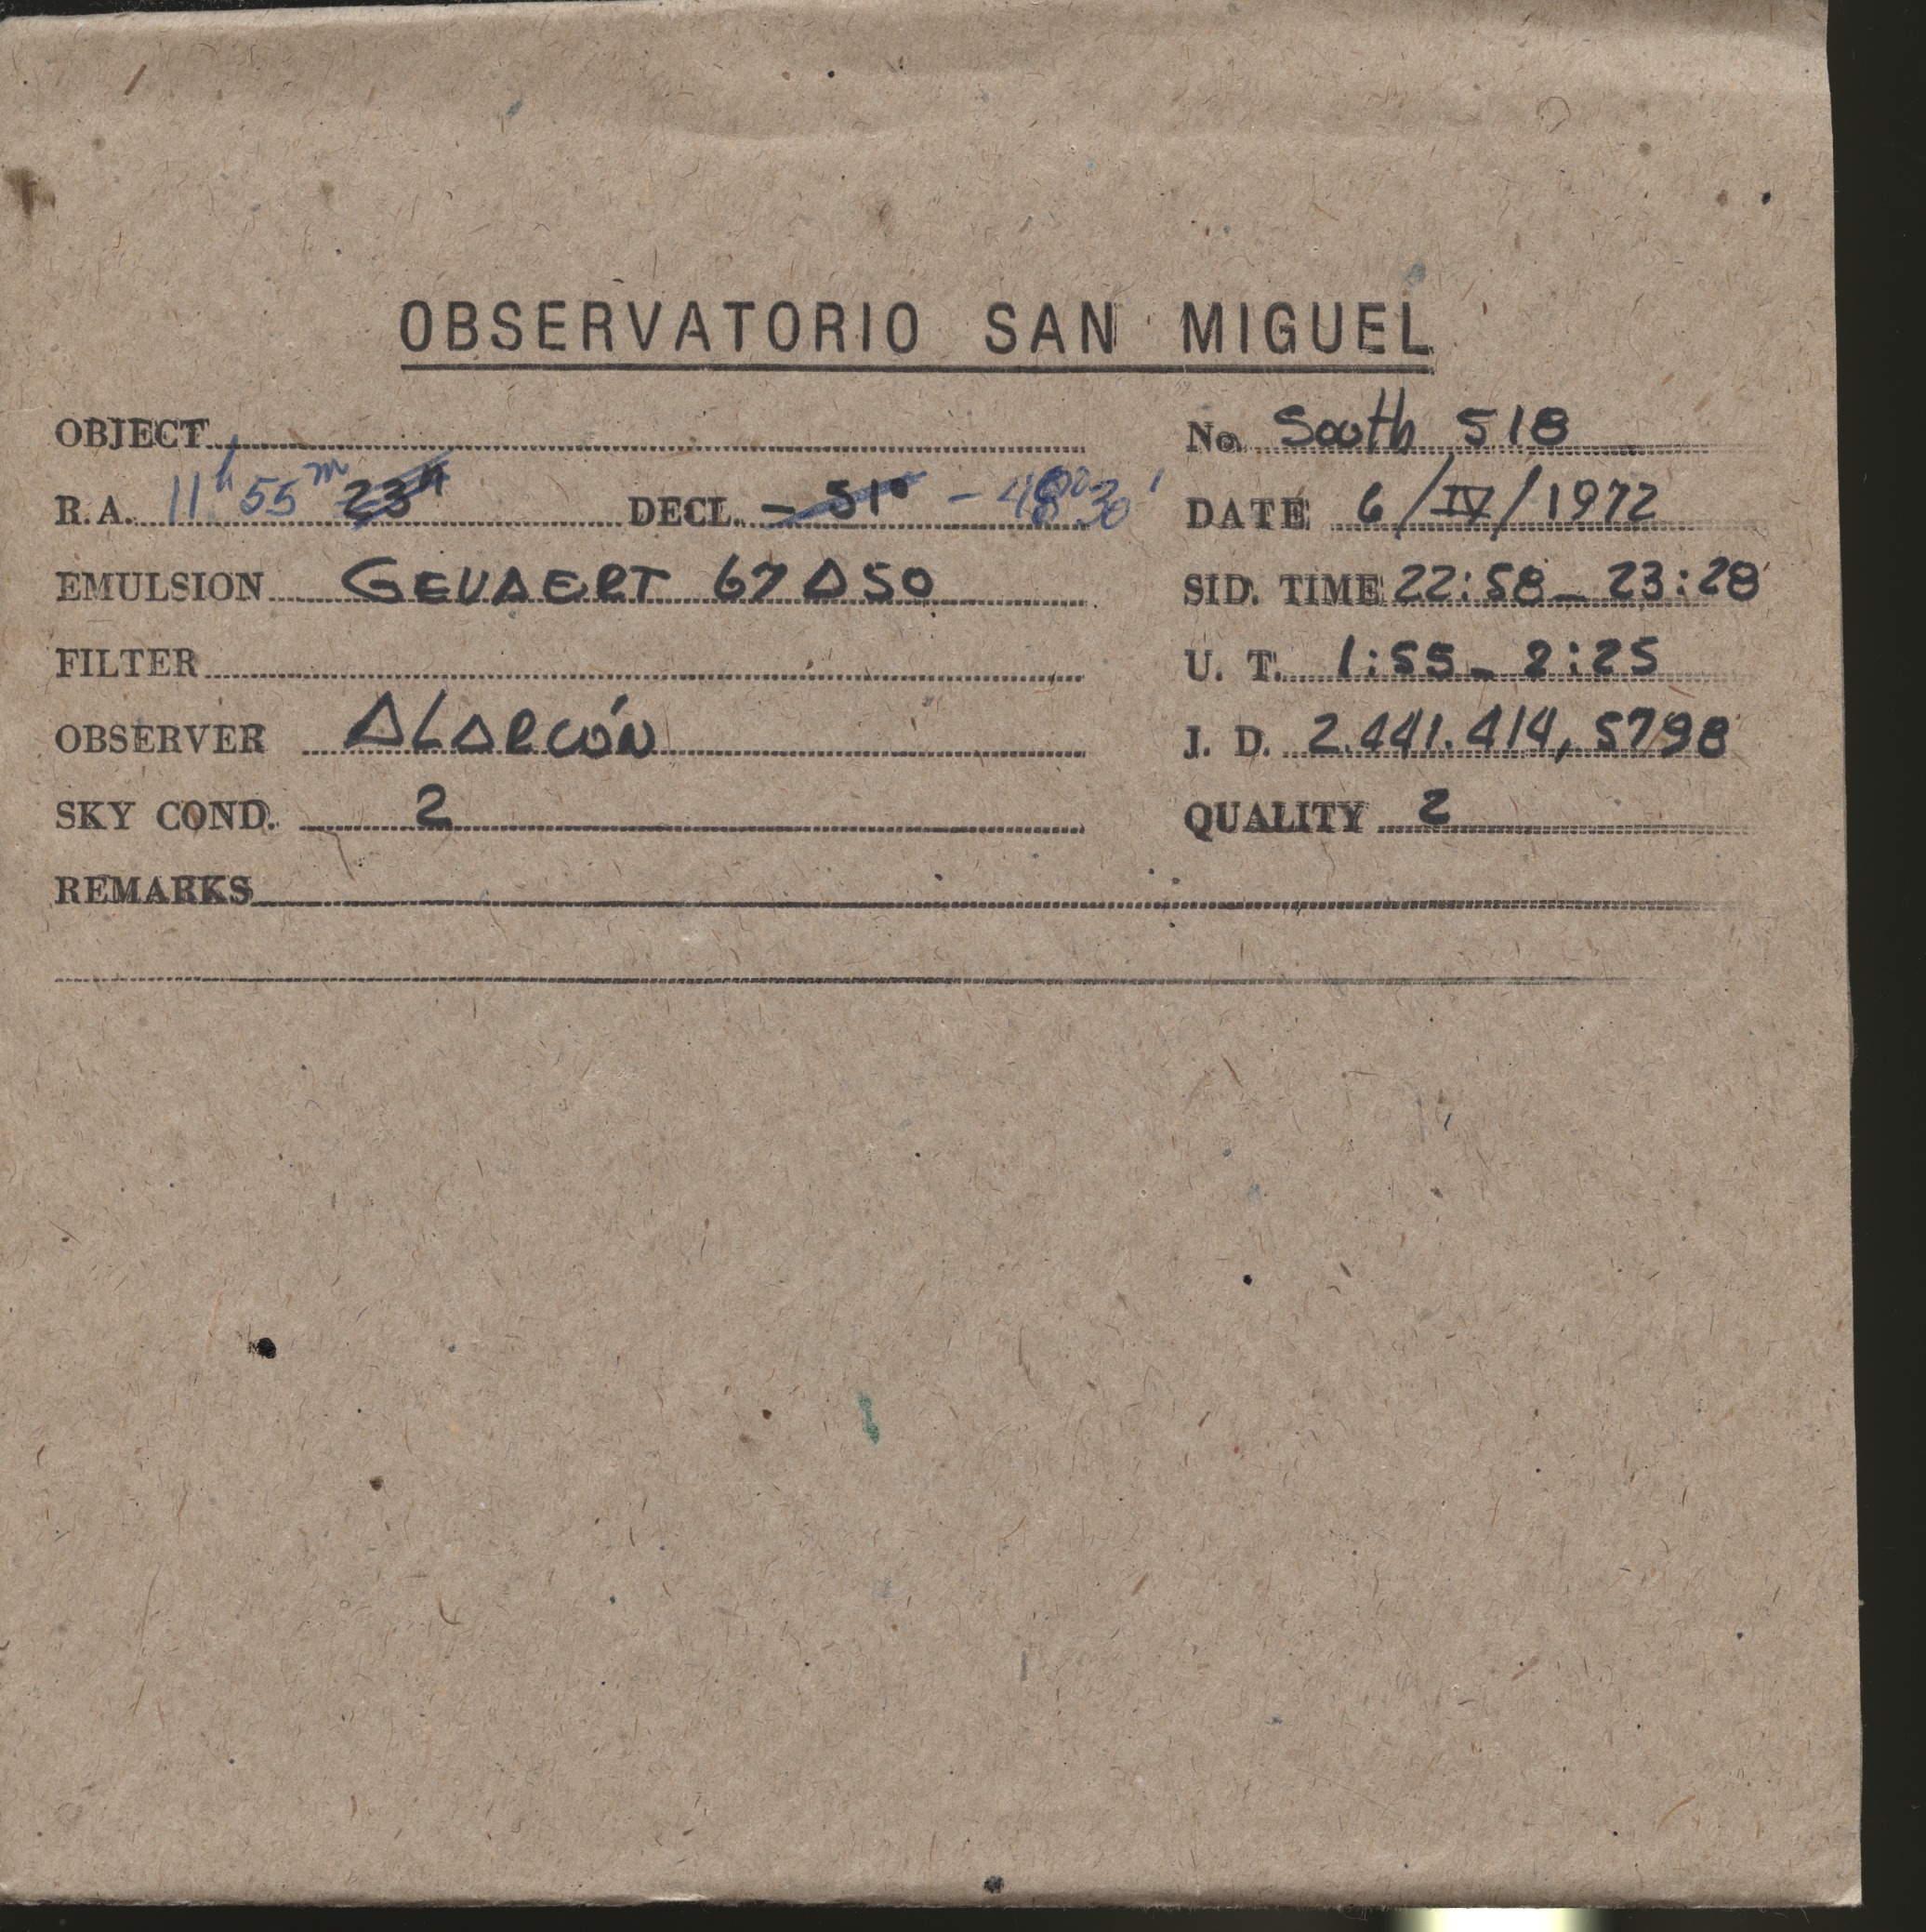 OBSERVATORIO SAN MIGUEL
OBJECT No. South 518
R.A. 11h 55m 23h DECL. -51° -48°30' DATE 6/IV/1972
EMULSION GEVAERT 67A50 SID. TIME 22:58 - 23:28
FILTER U. T. 1:55 - 2:25
OBSERVER ALARCÓN J. D. 2.441.414,5798
SKY COND. 2 QUALITY 2
REMARKS